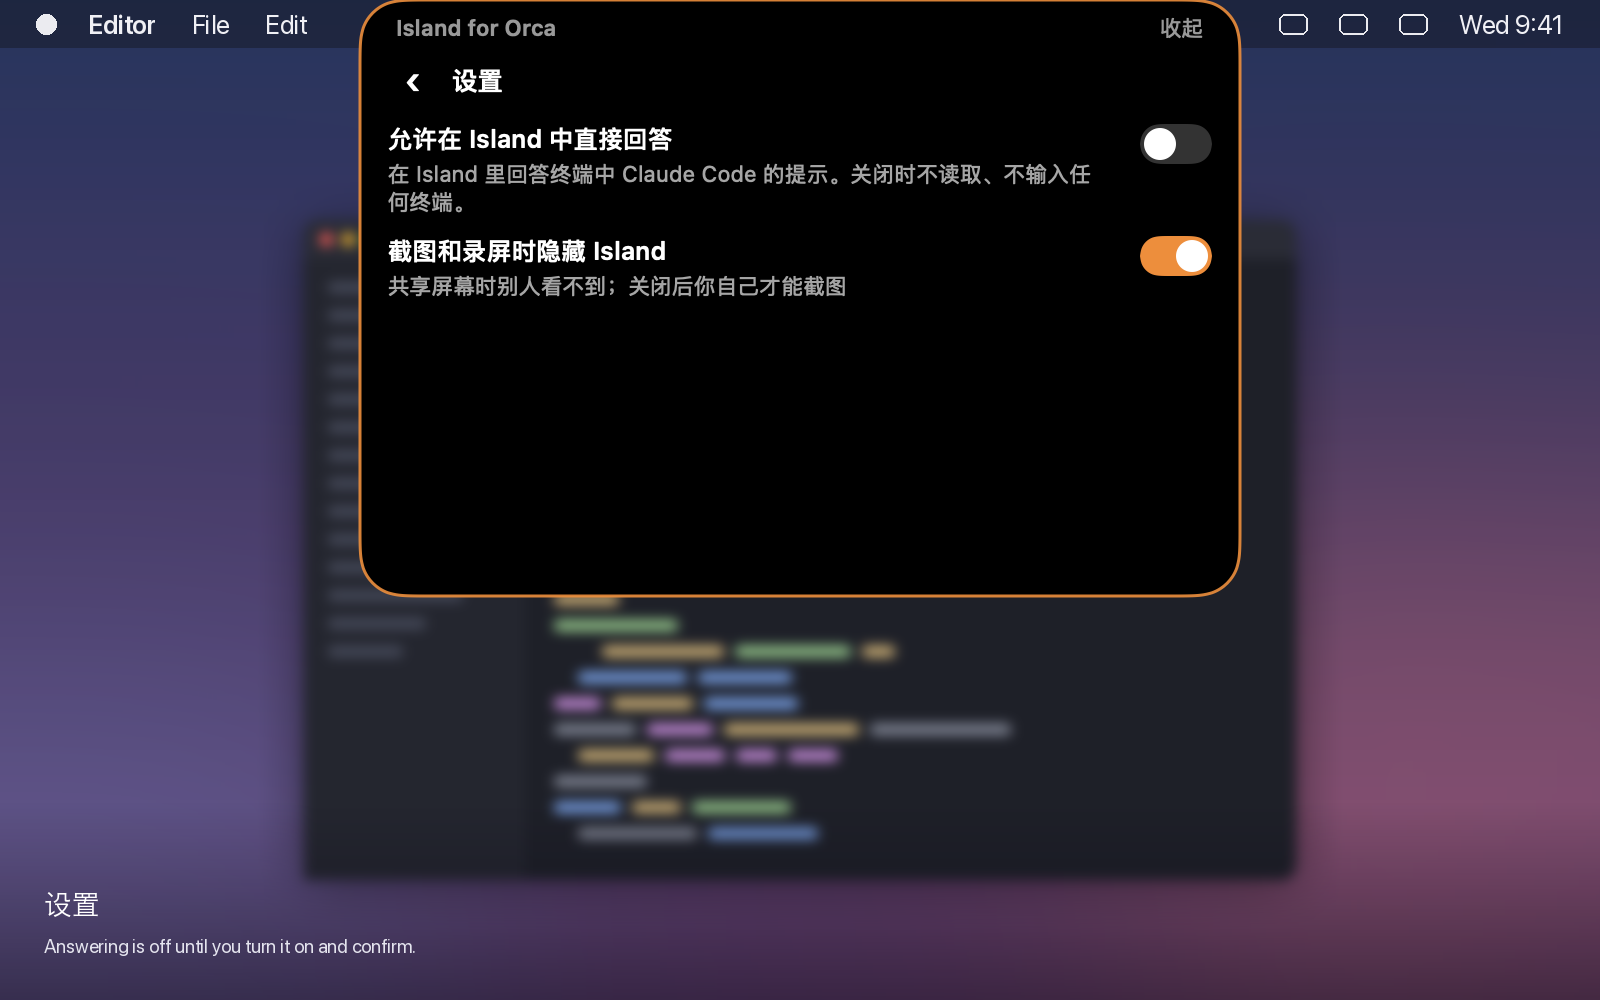 Editor File Edit
Wed 9:41
Island for Orca
收起
设置
允许在 Island 中直接回答
在 Island 里回答终端中 Claude Code 的提示。关闭时不读取、不输入任
何终端。
截图和录屏时隐藏 Island
共享屏幕时别人看不到；关闭后你自己才能截图
设置
Answering is off until you turn it on and confirm.